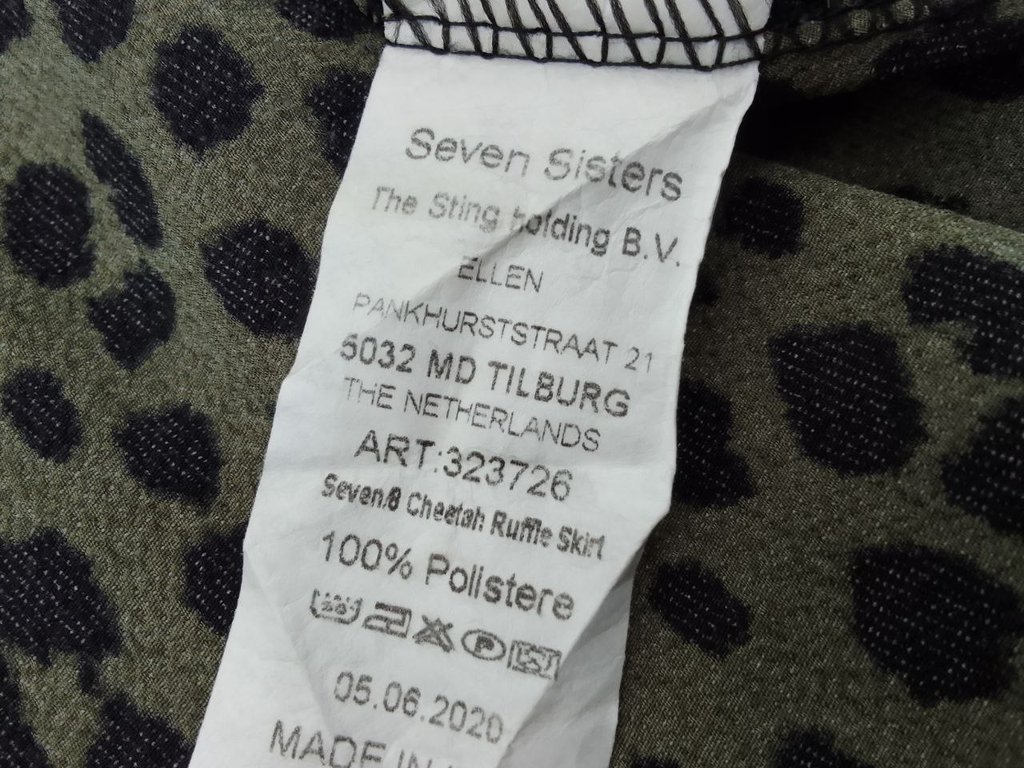 Seven Sisters
The Sting Holding B.V.
ELLEN
PANKHURSTSTRAAT 21
5032 MD TILBURG
THE NETHERLANDS
ART:323726
Seven/8 Cheetah Ruffle Skirt
100% Polistere
05.06.2020
MADE IN